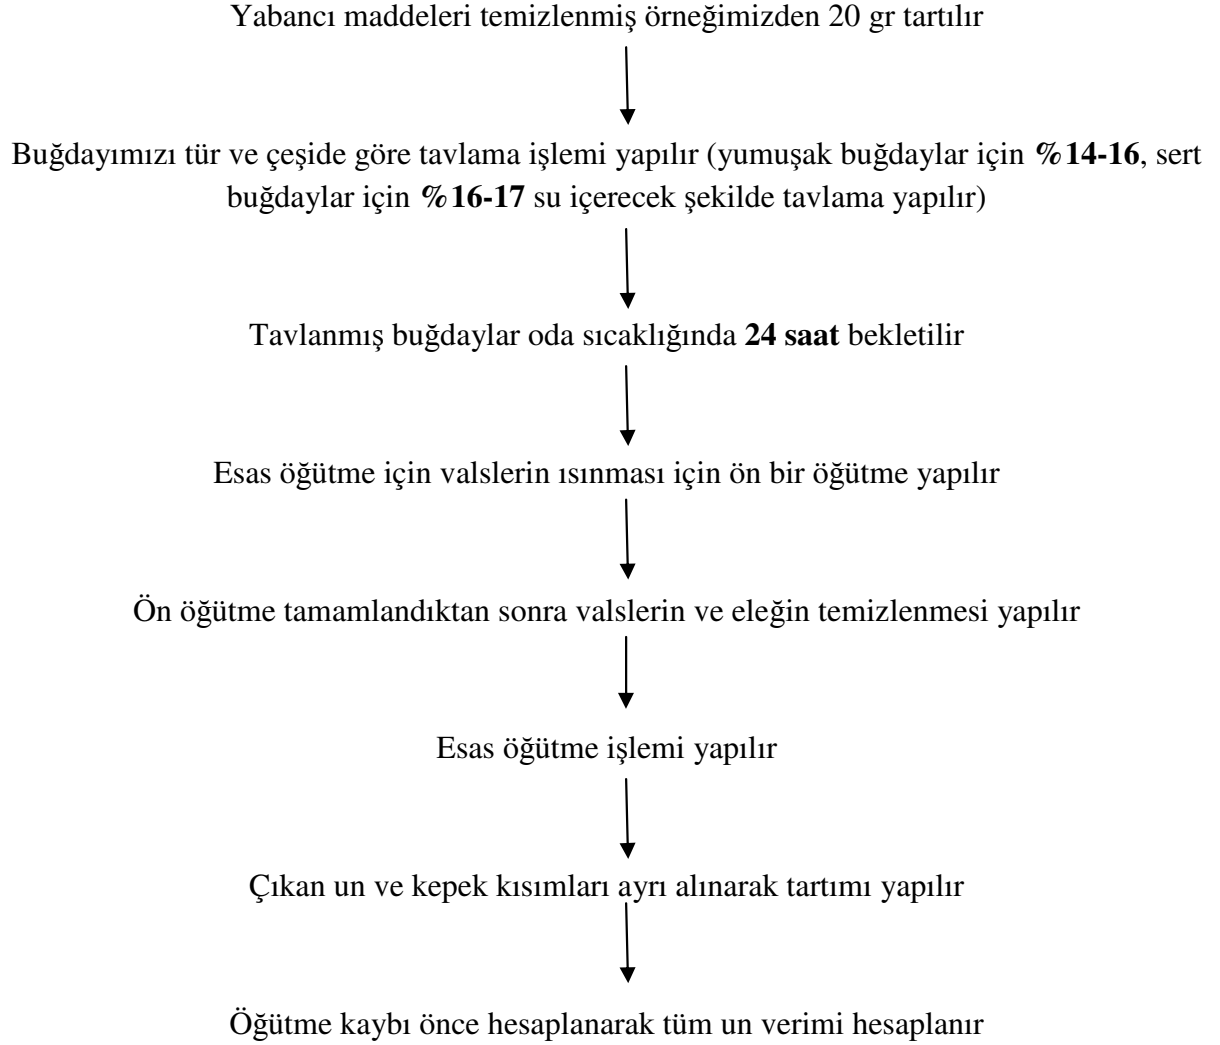 Yabancı maddeleri temizlenmiş örneğimizden 20 gr tartılır
Buğdayımızı tür ve çeşide göre tavlama işlemi yapılır (yumuşak buğdaylar için %14-16, sert
buğdaylar için %16-17 su içerecek şekilde tavlama yapılır)
Tavlanmış buğdaylar oda sıcaklığında 24 saat bekletilir
Esas öğütme için valslerin ısınması için ön bir öğütme yapılır
Ön öğütme tamamlandıktan sonra valslerin ve eleğin temizlenmesi yapılır
Esas öğütme işlemi yapılır
Çıkan un ve kepek kısımları ayrı alınarak tartımı yapılır
Öğütme kaybı önce hesaplanarak tüm un verimi hesaplanır